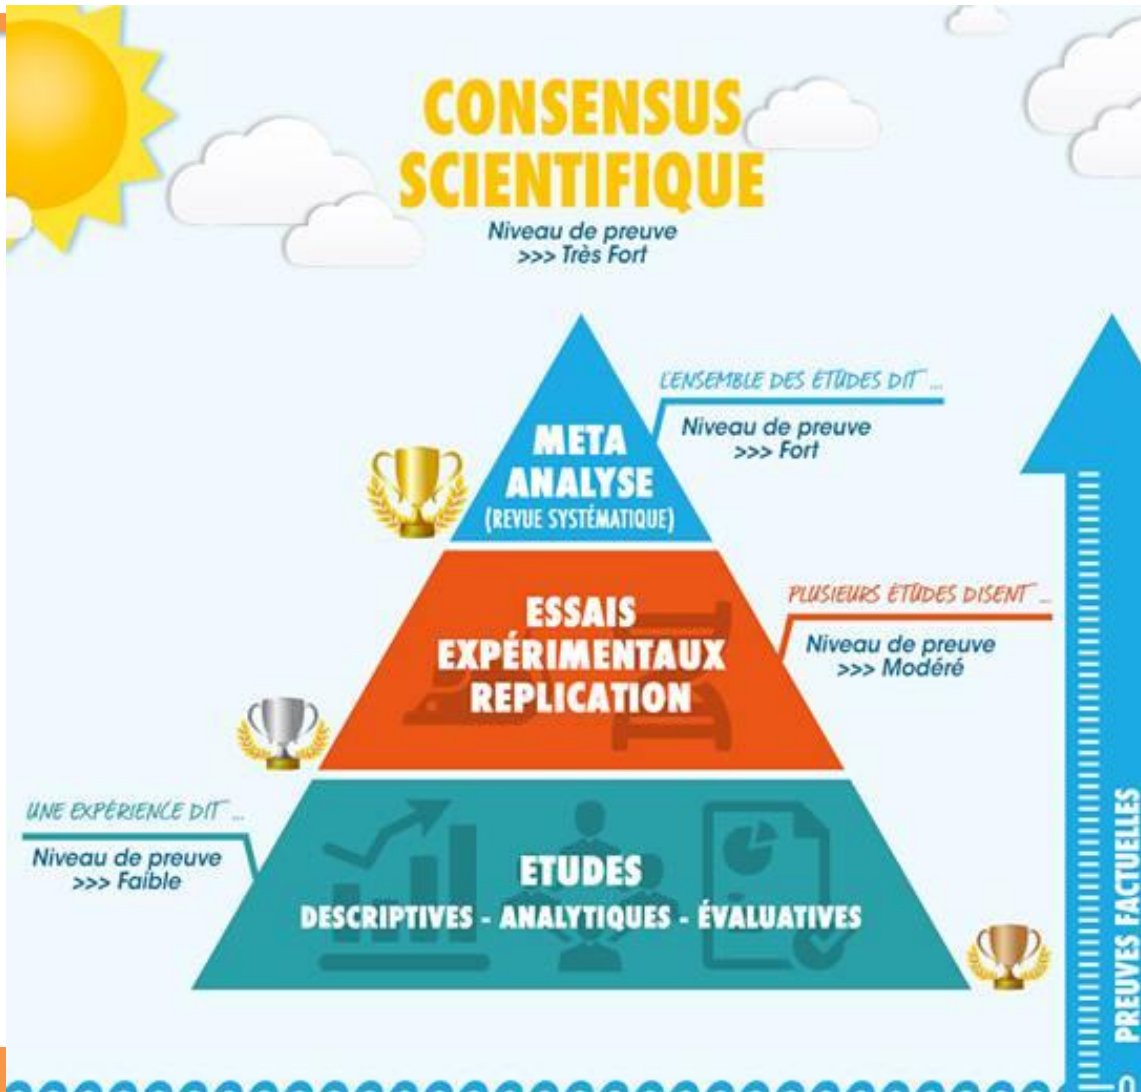 CONSENSUS
SCIENTIFIQUE
Niveau de preuve
>>> Très Fort
L'ENSEMBLE DES ÉTUDES DIT ...
Niveau de preuve
>>> Fort
META
ANALYSE
(REVUE SYSTÉMATIQUE)
PLUSIEURS ÉTUDES DISENT ...
Niveau de preuve
>>> Modéré
ESSAIS
EXPÉRIMENTAUX
REPLICATION
UNE EXPÉRIENCE DIT ...
Niveau de preuve
>>> Faible
ETUDES
DESCRIPTIVES - ANALYTIQUES - ÉVALUATIVES
PREUVES FACTUELLES